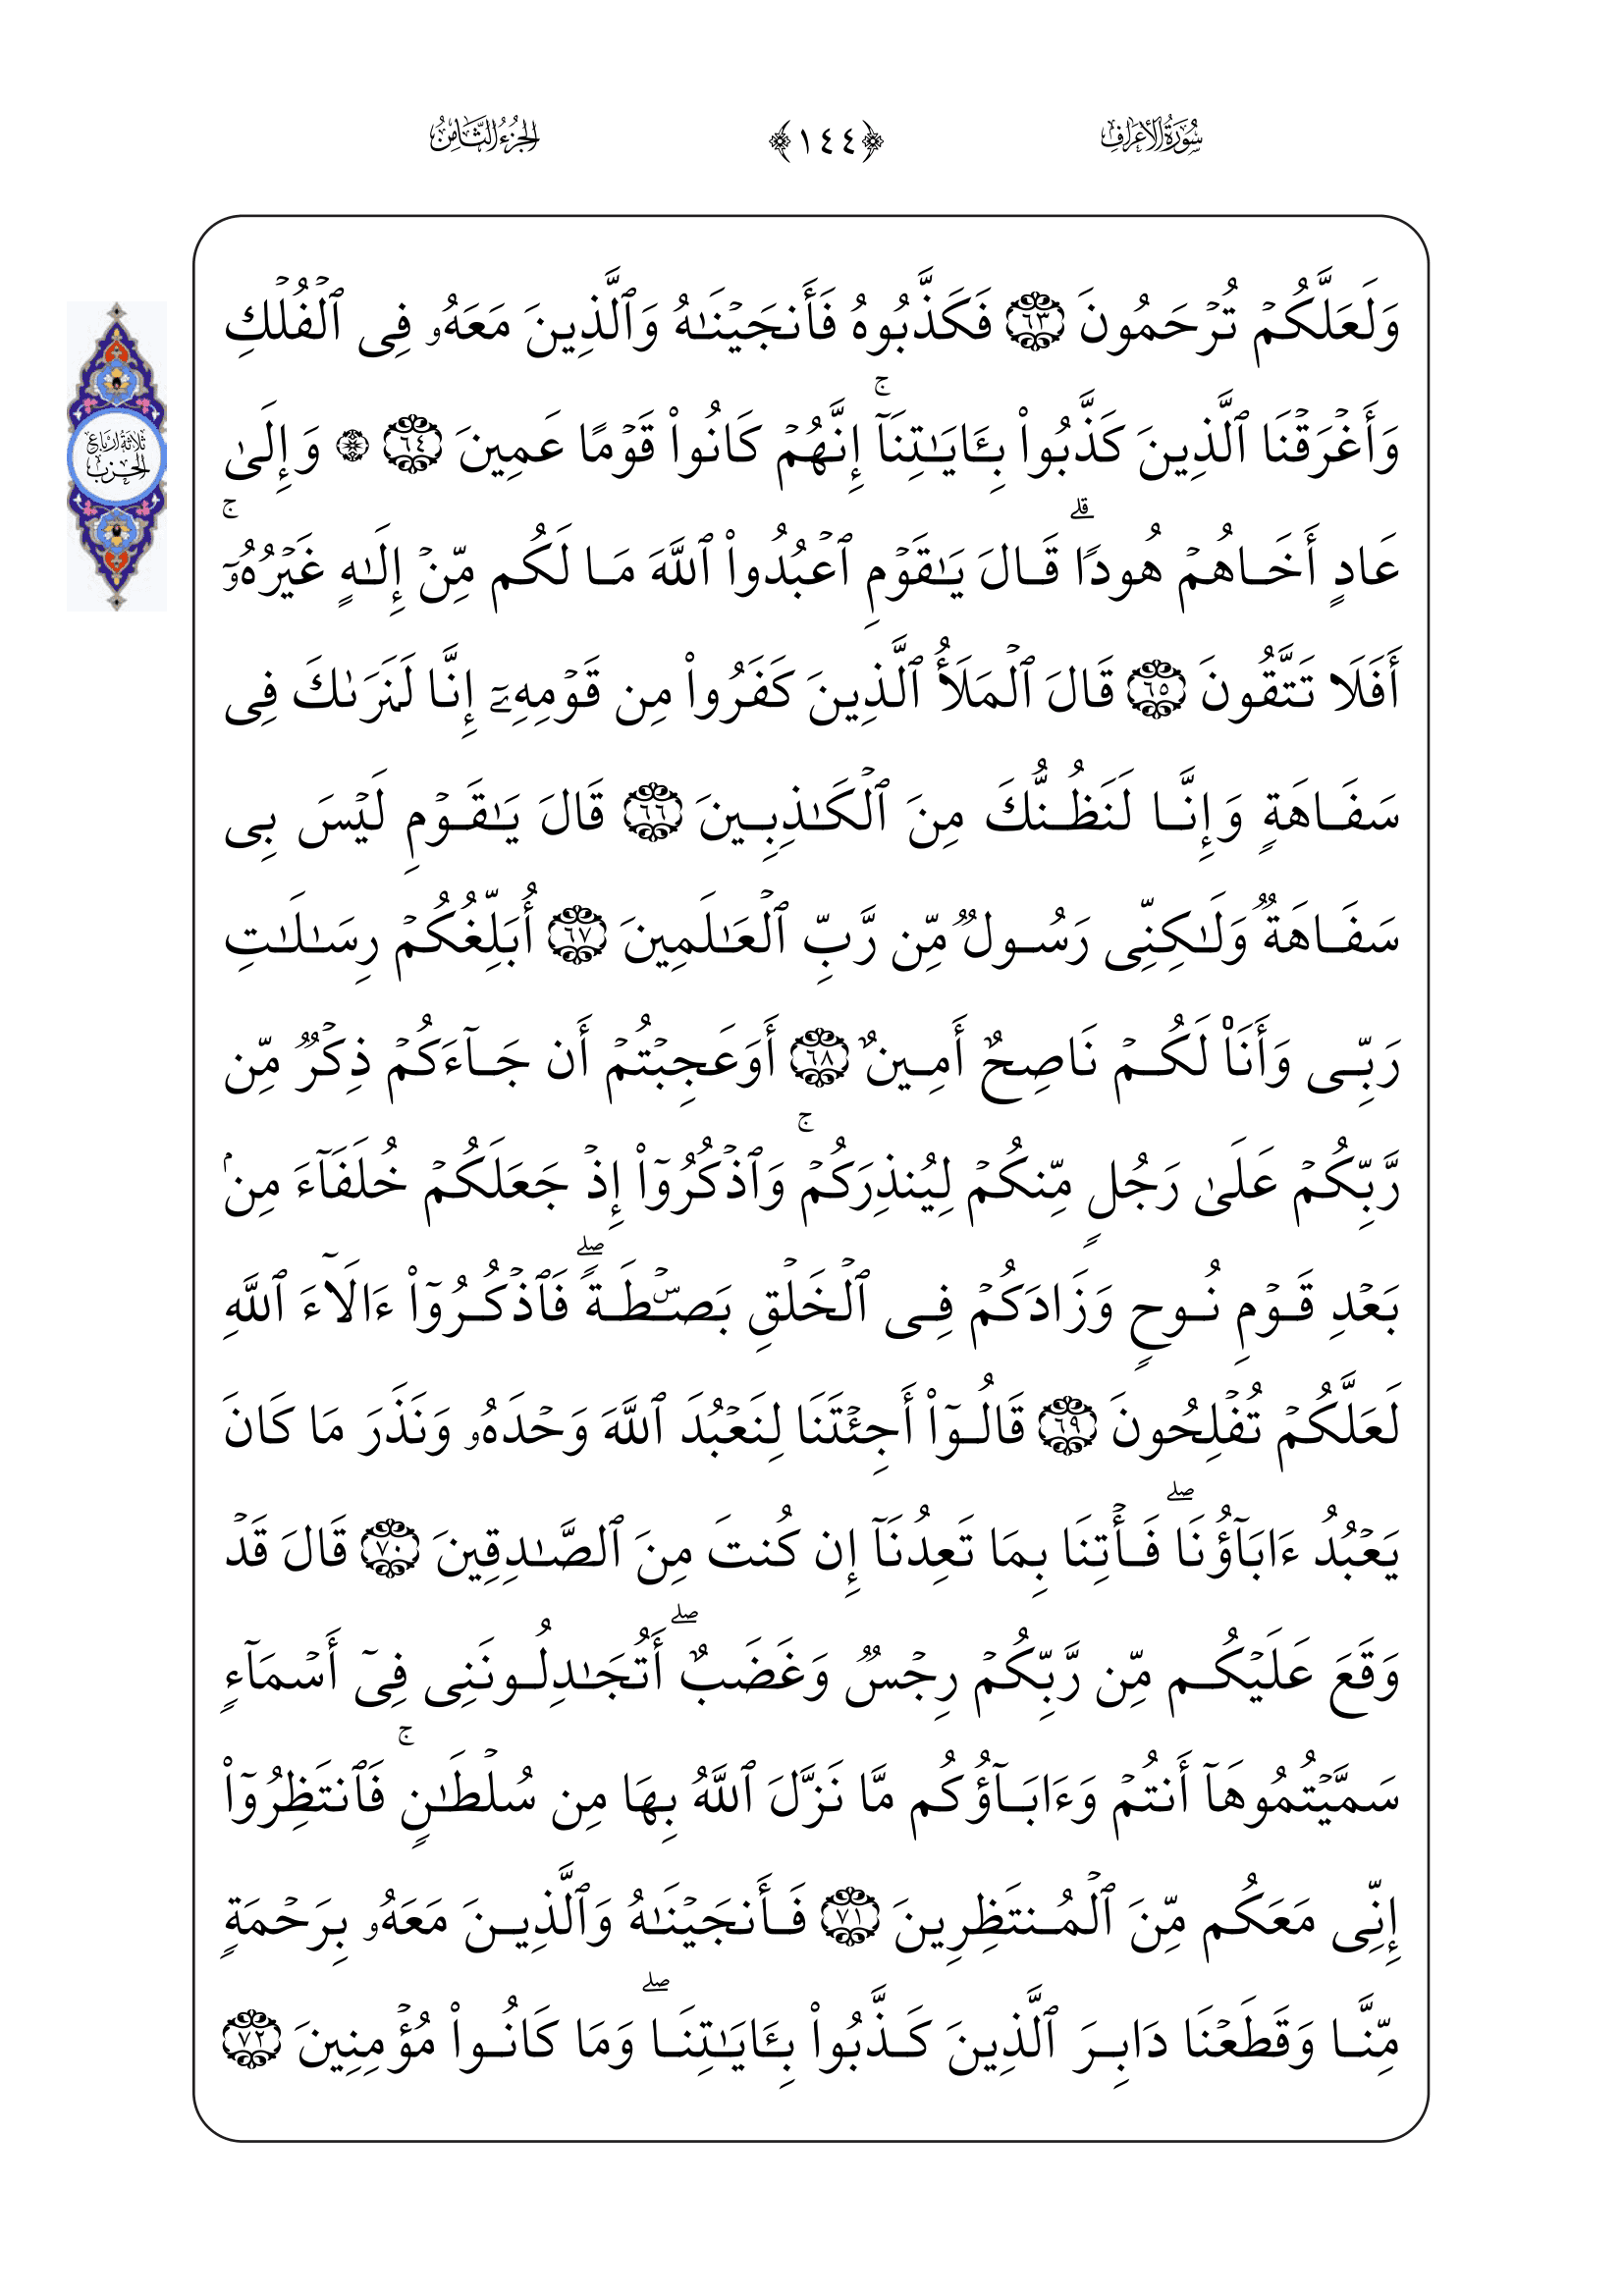 سُورَةُ الأَعْرَافِ
﴿١٤٤﴾
الجُزْءُ الثَّامِنُ
ثلاثة أرباع
الحزب
وَلَعَلَّكُمۡ تُرۡحَمُونَ ٦٣ فَكَذَّبُوهُ فَأَنجَيۡنَـٰهُ وَٱلَّذِينَ مَعَهُۥ فِى ٱلۡفُلۡكِ
وَأَغۡرَقۡنَا ٱلَّذِينَ كَذَّبُوا۟ بِـَٔايَـٰتِنَآۚ إِنَّهُمۡ كَانُوا۟ قَوۡمًا عَمِينَ ٦٤ ۞ وَإِلَىٰ
عَادٍ أَخَاهُمۡ هُودًاۗ قَالَ يَـٰقَوۡمِ ٱعۡبُدُوا۟ ٱللَّهَ مَا لَكُم مِّنۡ إِلَـٰهٍ غَيۡرُهُۥٓۚ
أَفَلَا تَتَّقُونَ ٦٥ قَالَ ٱلۡمَلَأُ ٱلَّذِينَ كَفَرُوا۟ مِن قَوۡمِهِۦٓ إِنَّا لَنَرَىٰكَ فِى
سَفَاهَةٍ وَإِنَّا لَنَظُنُّكَ مِنَ ٱلۡكَـٰذِبِينَ ٦٦ قَالَ يَـٰقَوۡمِ لَيۡسَ بِى
سَفَاهَةٌ وَلَـٰكِنِّى رَسُولٌ مِّن رَّبِّ ٱلۡعَـٰلَمِينَ ٦٧ أُبَلِّغُكُمۡ رِسَـٰلَـٰتِ
رَبِّى وَأَنَا۠ لَكُمۡ نَاصِحٌ أَمِينٌ ٦٨ أَوَعَجِبۡتُمۡ أَن جَآءَكُمۡ ذِكۡرٌ مِّن
رَّبِّكُمۡ عَلَىٰ رَجُلٍ مِّنكُمۡ لِيُنذِرَكُمۡۚ وَٱذۡكُرُوٓا۟ إِذۡ جَعَلَكُمۡ خُلَفَآءَ مِنۢ
بَعۡدِ قَوۡمِ نُوحٍ وَزَادَكُمۡ فِى ٱلۡخَلۡقِ بَصۜۡطَةًۖ فَٱذۡكُرُوٓا۟ ءَالَآءَ ٱللَّهِ
لَعَلَّكُمۡ تُفۡلِحُونَ ٦٩ قَالُوٓا۟ أَجِئۡتَنَا لِنَعۡبُدَ ٱللَّهَ وَحۡدَهُۥ وَنَذَرَ مَا كَانَ
يَعۡبُدُ ءَابَآؤُنَاۖ فَأۡتِنَا بِمَا تَعِدُنَآ إِن كُنتَ مِنَ ٱلصَّـٰدِقِينَ ٧٠ قَالَ قَدۡ
وَقَعَ عَلَيۡكُم مِّن رَّبِّكُمۡ رِجۡسٌ وَغَضَبٌۖ أَتُجَـٰدِلُونَنِى فِىٓ أَسۡمَآءٍ
سَمَّيۡتُمُوهَآ أَنتُمۡ وَءَابَآؤُكُم مَّا نَزَّلَ ٱللَّهُ بِهَا مِن سُلۡطَـٰنٍۚ فَٱنتَظِرُوٓا۟
إِنِّى مَعَكُم مِّنَ ٱلۡمُنتَظِرِينَ ٧١ فَأَنجَيۡنَـٰهُ وَٱلَّذِينَ مَعَهُۥ بِرَحۡمَةٍ
مِّنَّا وَقَطَعۡنَا دَابِرَ ٱلَّذِينَ كَذَّبُوا۟ بِـَٔايَـٰتِنَاۖ وَمَا كَانُوا۟ مُؤۡمِنِينَ ٧٢